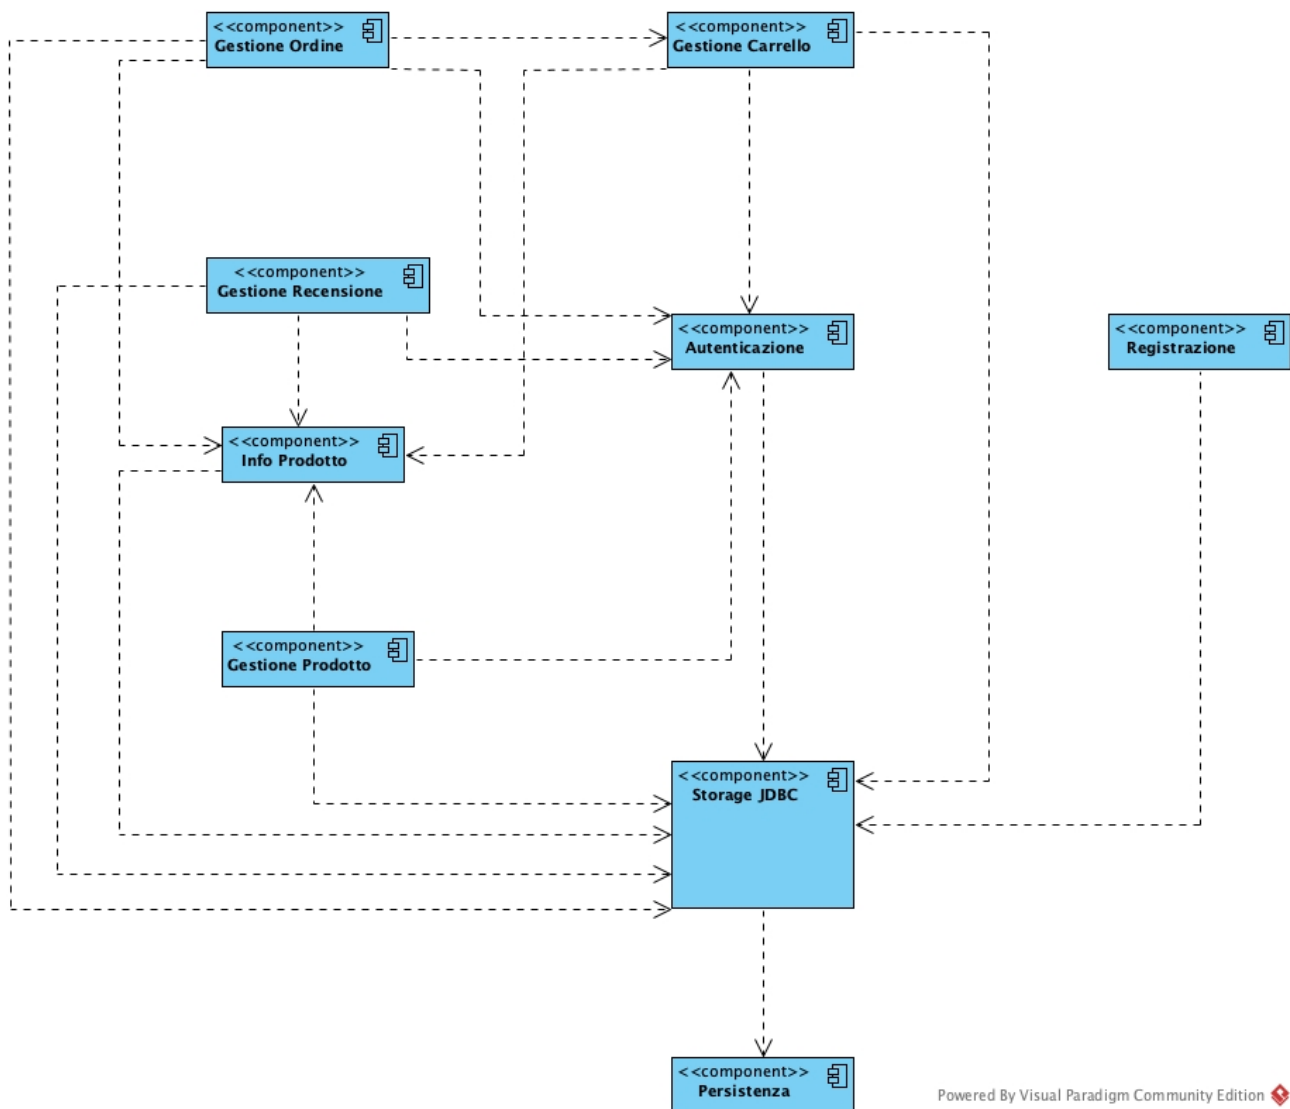 <<component>>
Gestione Ordine
<<component>>
Gestione Carrello
<<component>>
Gestione Recensione
<<component>>
Autenticazione
<<component>>
Registrazione
<<component>>
Info Prodotto
<<component>>
Gestione Prodotto
<<component>>
Storage JDBC
<<component>>
Persistenza
Powered By Visual Paradigm Community Edition